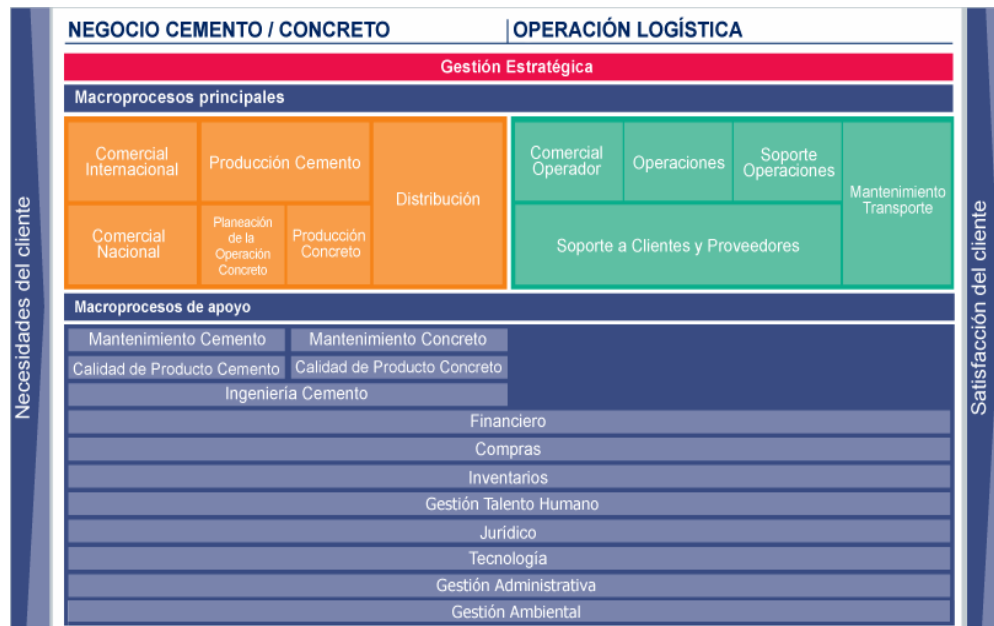 NEGOCIO CEMENTO / CONCRETO
OPERACIÓN LOGÍSTICA
Gestión Estratégica
Macroprocesos principales
Comercial
Internacional
Producción Cemento
Distribución
Comercial
Nacional
Planeación
de la
Operación
Concreto
Producción
Concreto
Comercial
Operador
Operaciones
Soporte
Operaciones
Mantenimiento
Transporte
Soporte a Clientes y Proveedores
Macroprocesos de apoyo
Mantenimiento Cemento
Mantenimiento Concreto
Calidad de Producto Cemento
Calidad de Producto Concreto
Ingeniería Cemento
Financiero
Compras
Inventarios
Gestión Talento Humano
Jurídico
Tecnología
Gestión Administrativa
Gestión Ambiental
Necesidades del cliente
Satisfacción del cliente